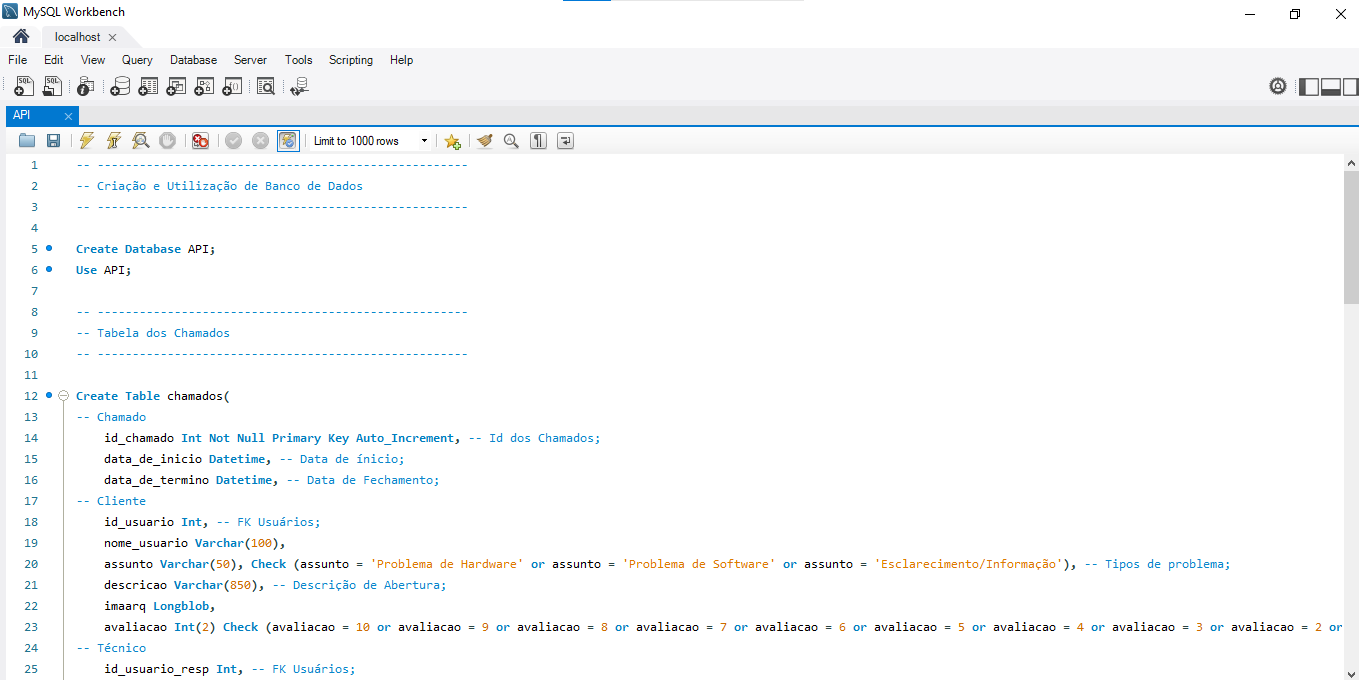 MySQL Workbench
localhost
File Edit View Query Database Server Tools Scripting Help
SQL SQL
API
Limit to 1000 rows
1 -- -----------------------------------------------------
2 -- Criação e Utilização de Banco de Dados
3 -- -----------------------------------------------------
4
5 Create Database API;
6 Use API;
7
8 -- -----------------------------------------------------
9 -- Tabela dos Chamados
10 -- -----------------------------------------------------
11
12 Create Table chamados(
13 -- Chamado
14 id_chamado Int Not Null Primary Key Auto_Increment, -- Id dos Chamados;
15 data_de_inicio Datetime, -- Data de ínicio;
16 data_de_termino Datetime, -- Data de Fechamento;
17 -- Cliente
18 id_usuario Int, -- FK Usuários;
19 nome_usuario Varchar(100),
20 assunto Varchar(50), Check (assunto = 'Problema de Hardware' or assunto = 'Problema de Software' or assunto = 'Esclarecimento/Informação'), -- Tipos de problema;
21 descricao Varchar(850), -- Descrição de Abertura;
22 imaarq Longblob,
23 avaliacao Int(2) Check (avaliacao = 10 or avaliacao = 9 or avaliacao = 8 or avaliacao = 7 or avaliacao = 6 or avaliacao = 5 or avaliacao = 4 or avaliacao = 3 or avaliacao = 2 or
24 -- Técnico
25 id_usuario_resp Int, -- FK Usuários;